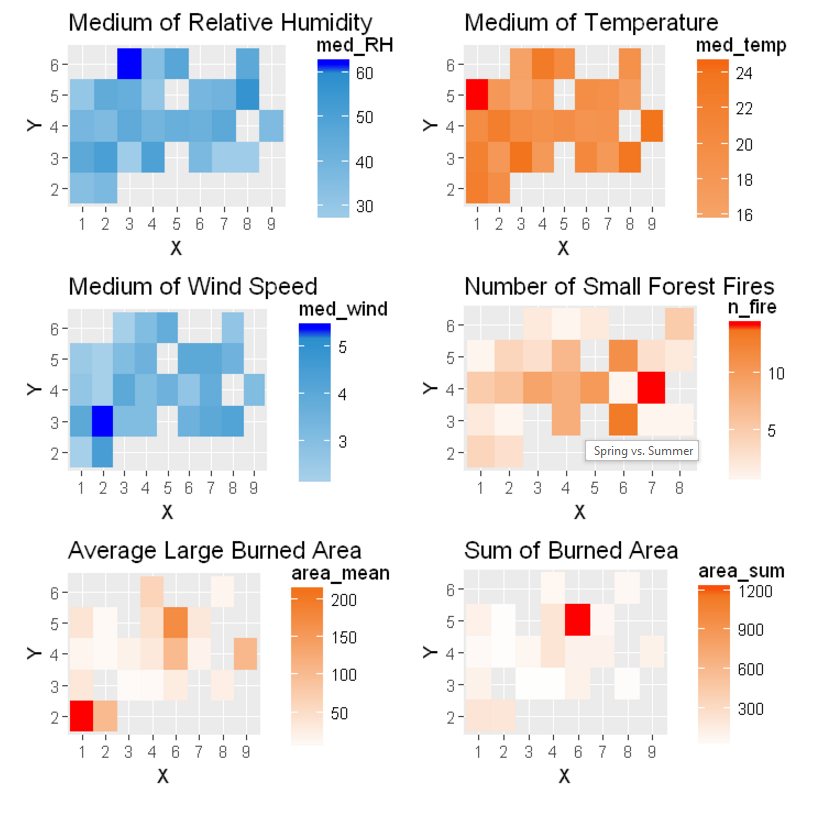 Medium of Relative Humidity
med_RH
60
50
40
30
6
5
4
3
2
Y
1 2 3 4 5 6 7 8 9
X
Medium of Temperature
med_temp
24
22
20
18
16
6
5
4
3
2
Y
1 2 3 4 5 6 7 8 9
X
Medium of Wind Speed
med_wind
5
4
3
6
5
4
3
2
Y
1 2 3 4 5 6 7 8 9
X
Number of Small Forest Fires
n_fire
10
5
6
5
4
3
2
Y
1 2 3 4 5 6 7 8
X
Spring vs. Summer
Average Large Burned Area
area_mean
200
150
100
50
6
5
4
3
2
Y
1 2 3 4 6 7 8 9
X
Sum of Burned Area
area_sum
1200
900
600
300
6
5
4
3
2
Y
1 2 3 4 6 7 8 9
X